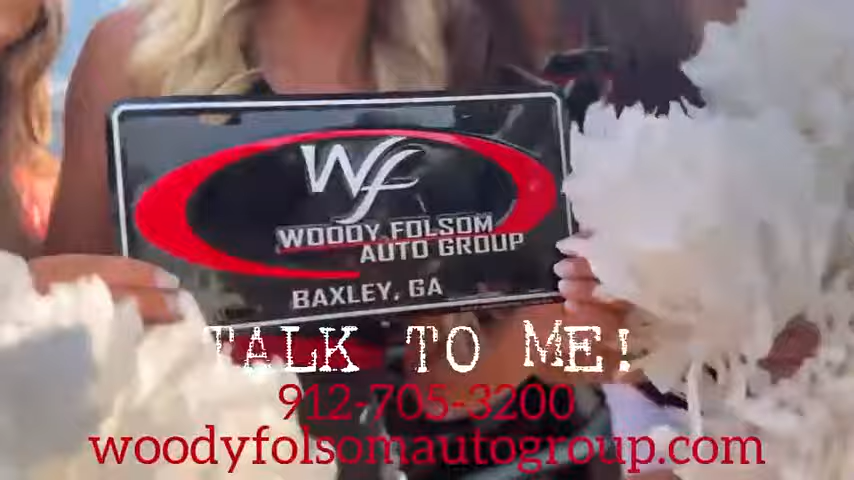 Wf
WOODY FOLSOM
AUTO GROUP
BAXLEY, GA
TALK TO ME!
912-705-3200
woodyfolsomautogroup.com